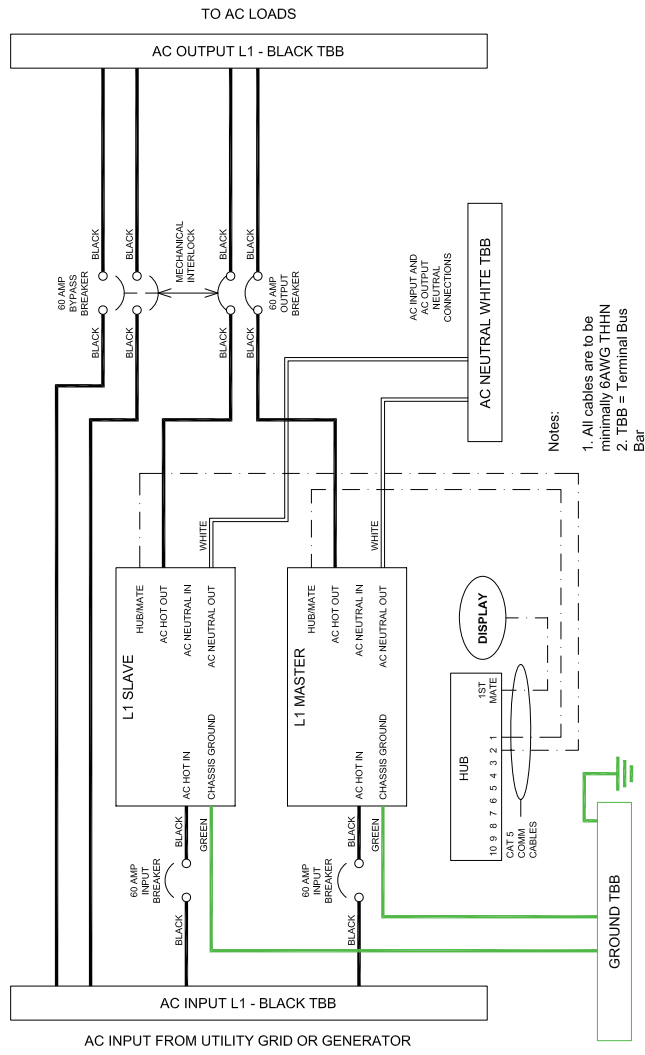 TO AC LOADS
AC OUTPUT L1 - BLACK TBB
BLACK
BLACK
BLACK
BLACK
60 AMP
BYPASS
BREAKER
MECHANICAL
INTERLOCK
60 AMP
OUTPUT
BREAKER
BLACK
BLACK
BLACK
BLACK
AC INPUT AND
AC OUTPUT
NEUTRAL
CONNECTIONS
AC NEUTRAL WHITE TBB
Notes:
1. All cables are to be
minimally 6AWG THHN
2. TBB = Terminal Bus
Bar
WHITE
WHITE
L1 SLAVE
HUB/MATE
AC HOT OUT
AC NEUTRAL IN
AC NEUTRAL OUT
AC HOT IN
CHASSIS GROUND
L1 MASTER
HUB/MATE
AC HOT OUT
AC NEUTRAL IN
AC NEUTRAL OUT
AC HOT IN
CHASSIS GROUND
DISPLAY
HUB
1ST
MATE
10 9 8 7 6 5 4 3 2 1
CAT 5
COMM
CABLES
BLACK
GREEN
BLACK
GREEN
60 AMP
INPUT
BREAKER
60 AMP
INPUT
BREAKER
BLACK
BLACK
GROUND TBB
AC INPUT L1 - BLACK TBB
AC INPUT FROM UTILITY GRID OR GENERATOR